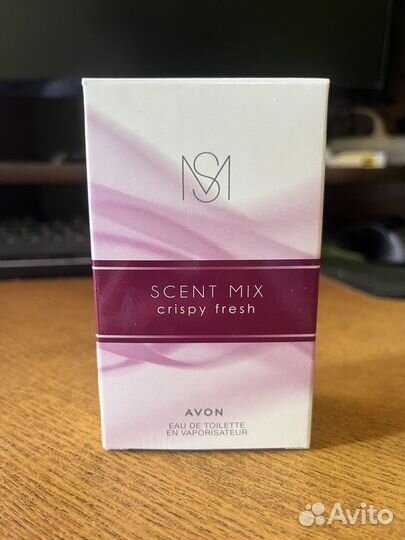 SM
SCENT MIX
crispy fresh
AVON
EAU DE TOILETTE
EN VAPORISATEUR
Avito